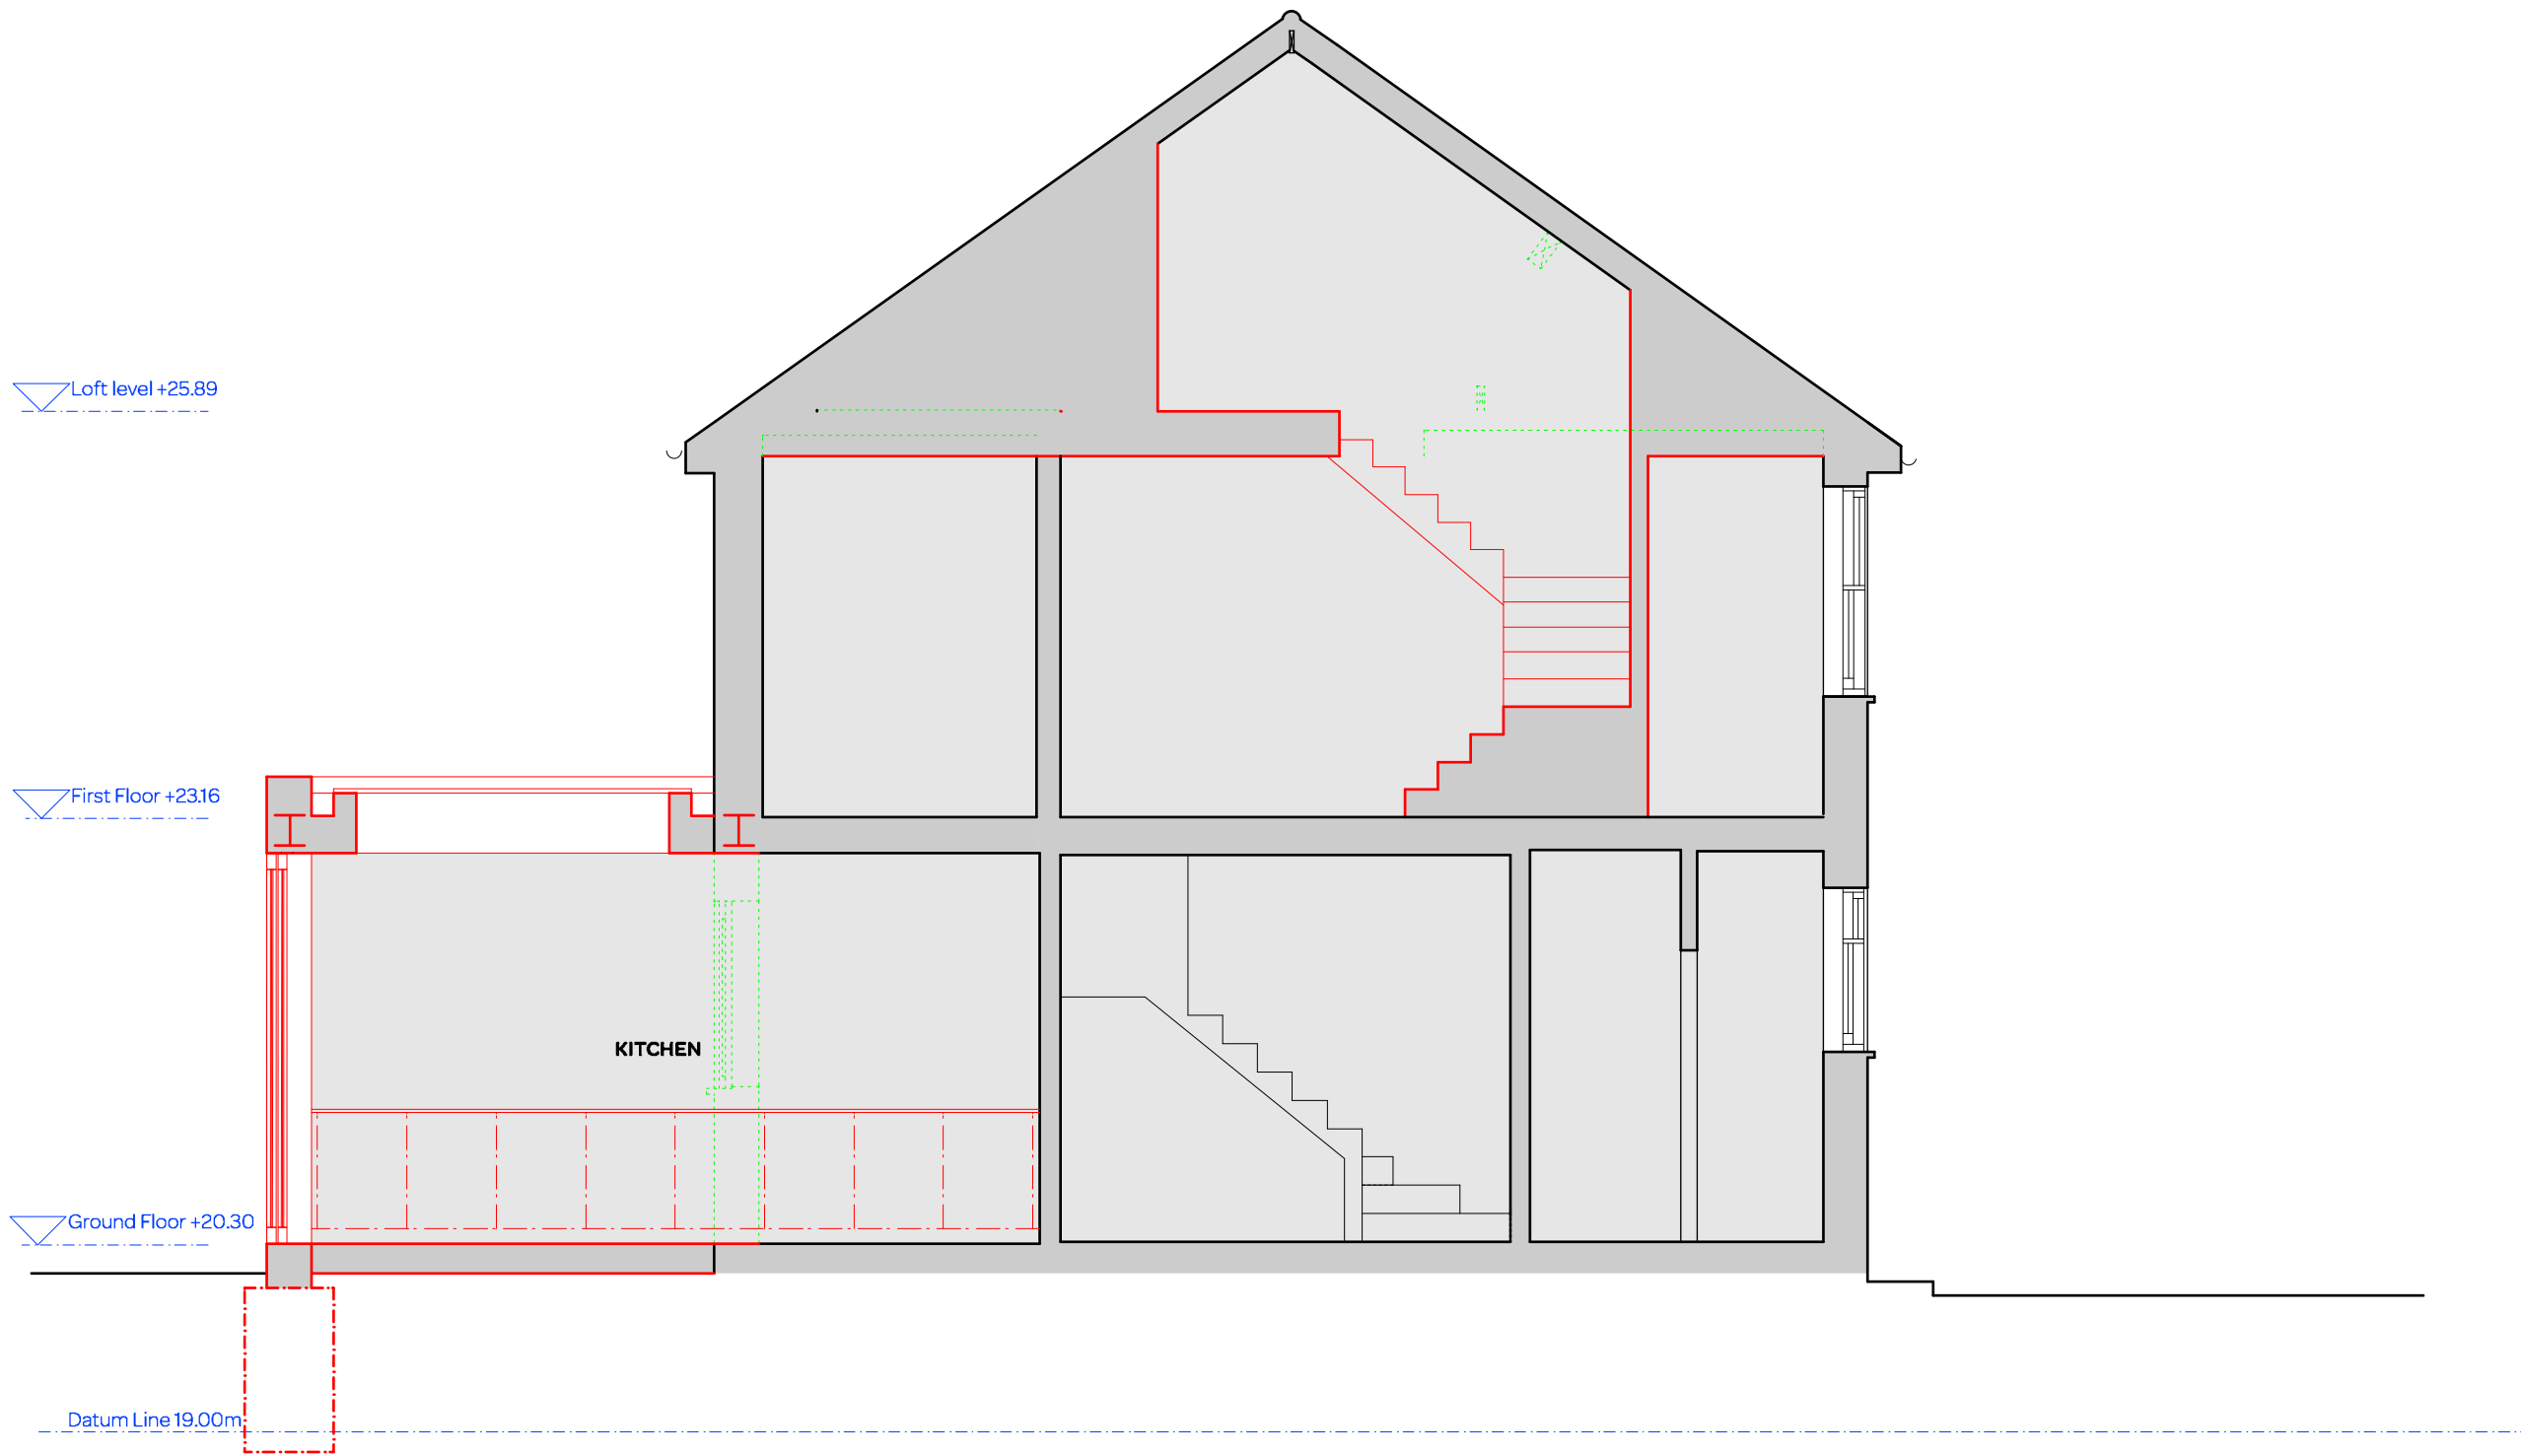 Loft level +25.89
First Floor +23.16
KITCHEN
Ground Floor +20.30
Datum Line 19.00m